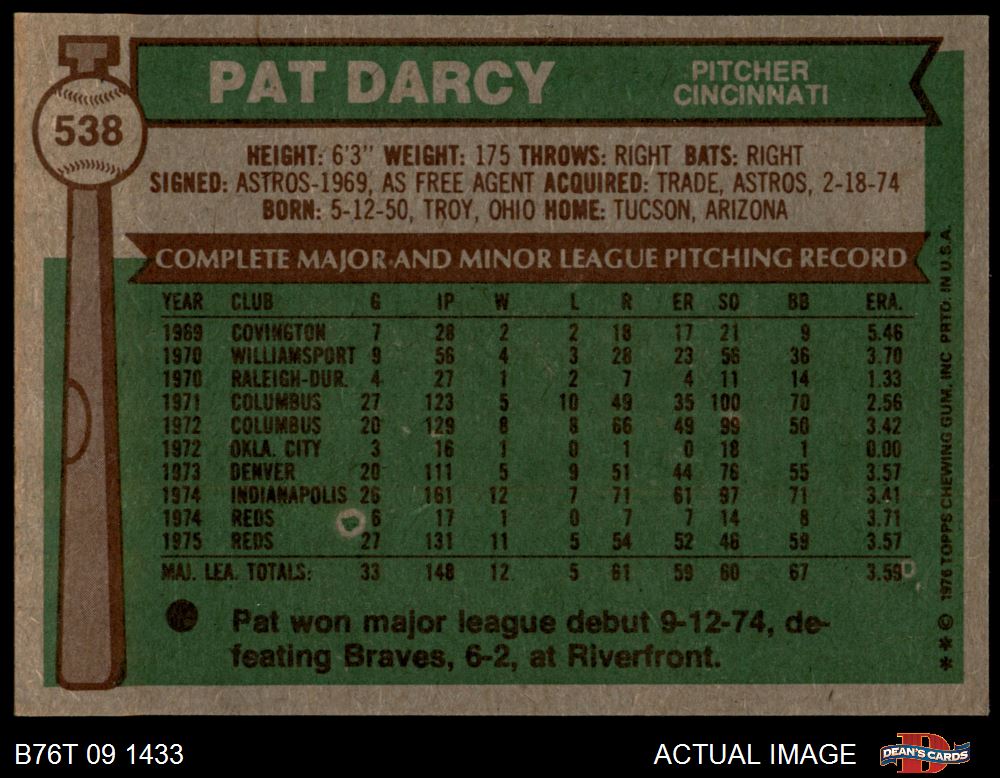 538
PAT DARCY
PITCHER
CINCINNATI
HEIGHT: 6'3" WEIGHT: 175 THROWS: RIGHT BATS: RIGHT
SIGNED: ASTROS-1969, AS FREE AGENT ACQUIRED: TRADE, ASTROS, 2-18-74
BORN: 5-12-50, TROY, OHIO HOME: TUCSON, ARIZONA
COMPLETE MAJOR AND MINOR LEAGUE PITCHING RECORD
YEAR CLUB G IP W L R ER SO BB ERA.
1969 COVINGTON 7 28 2 2 18 17 21 9 5.46
1970 WILLIAMSPORT 9 56 4 3 28 23 56 36 3.70
1970 RALEIGH-DUR. 4 27 1 2 7 4 11 14 1.33
1971 COLUMBUS 27 123 5 10 49 35 100 70 2.56
1972 COLUMBUS 20 129 8 8 66 49 99 50 3.42
1972 OKLA. CITY 3 16 1 0 1 0 18 1 0.00
1973 DENVER 20 111 5 9 51 44 76 55 3.57
1974 INDIANAPOLIS 26 161 12 7 71 61 97 71 3.41
1974 REDS 6 17 1 0 7 7 14 8 3.71
1975 REDS 27 131 11 5 54 52 46 59 3.57
MAJ. LEA. TOTALS: 33 148 12 5 61 59 60 67 3.59
Pat won major league debut 9-12-74, de-
feating Braves, 6-2, at Riverfront.
* * © 1976 TOPPS CHEWING GUM, INC. PRTD. IN U.S.A.
B76T 09 1433
ACTUAL IMAGE
DEAN'S CARDS